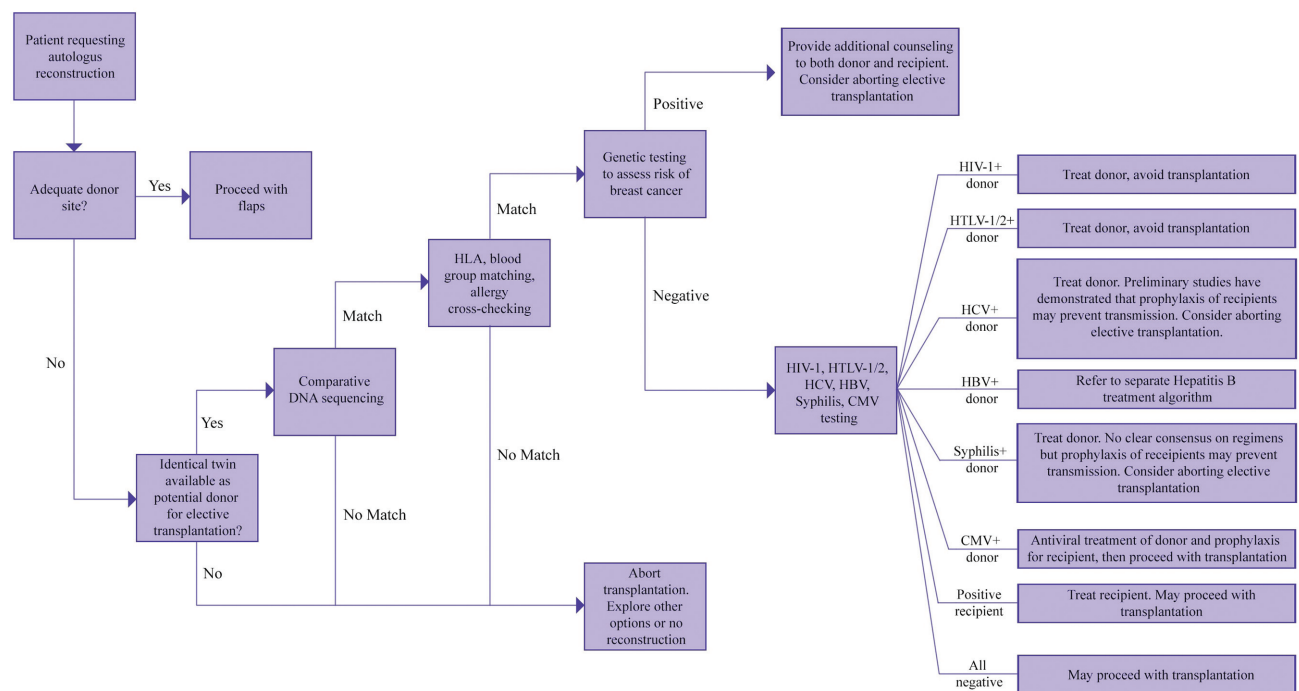 Patient requesting
autologus
reconstruction
Adequate donor
site?
Yes
Proceed with
flaps
No
Identical twin
available as
potential donor
for elective
transplantation?
Yes
No
Comparative
DNA sequencing
Match
No Match
HLA, blood
group matching,
allergy
cross-checking
Match
No Match
Abort
transplantation.
Explore other
options or no
reconstruction
Genetic testing
to assess risk of
breast cancer
Positive
Provide additional counseling
to both donor and recipient.
Consider aborting elective
transplantation
Negative
HIV-1, HTLV-1/2,
HCV, HBV,
Syphilis, CMV
testing
HIV-1+
donor
Treat donor, avoid transplantation
HTLV-1/2+
donor
Treat donor, avoid transplantation
HCV+
donor
Treat donor. Preliminary studies have
demonstrated that prophylaxis of recipients
may prevent transmission. Consider aborting
elective transplantation.
HBV+
donor
Refer to separate Hepatitis B
treatment algorithm
Syphilis+
donor
Treat donor. No clear consensus on regimens
but prophylaxis of receipients may prevent
transmission. Consider aborting elective
transplantation
CMV+
donor
Antiviral treatment of donor and prophylaxis
for recipient, then proceed with transplantation
Positive
recipient
Treat recipient. May proceed with
transplantation
All
negative
May proceed with transplantation